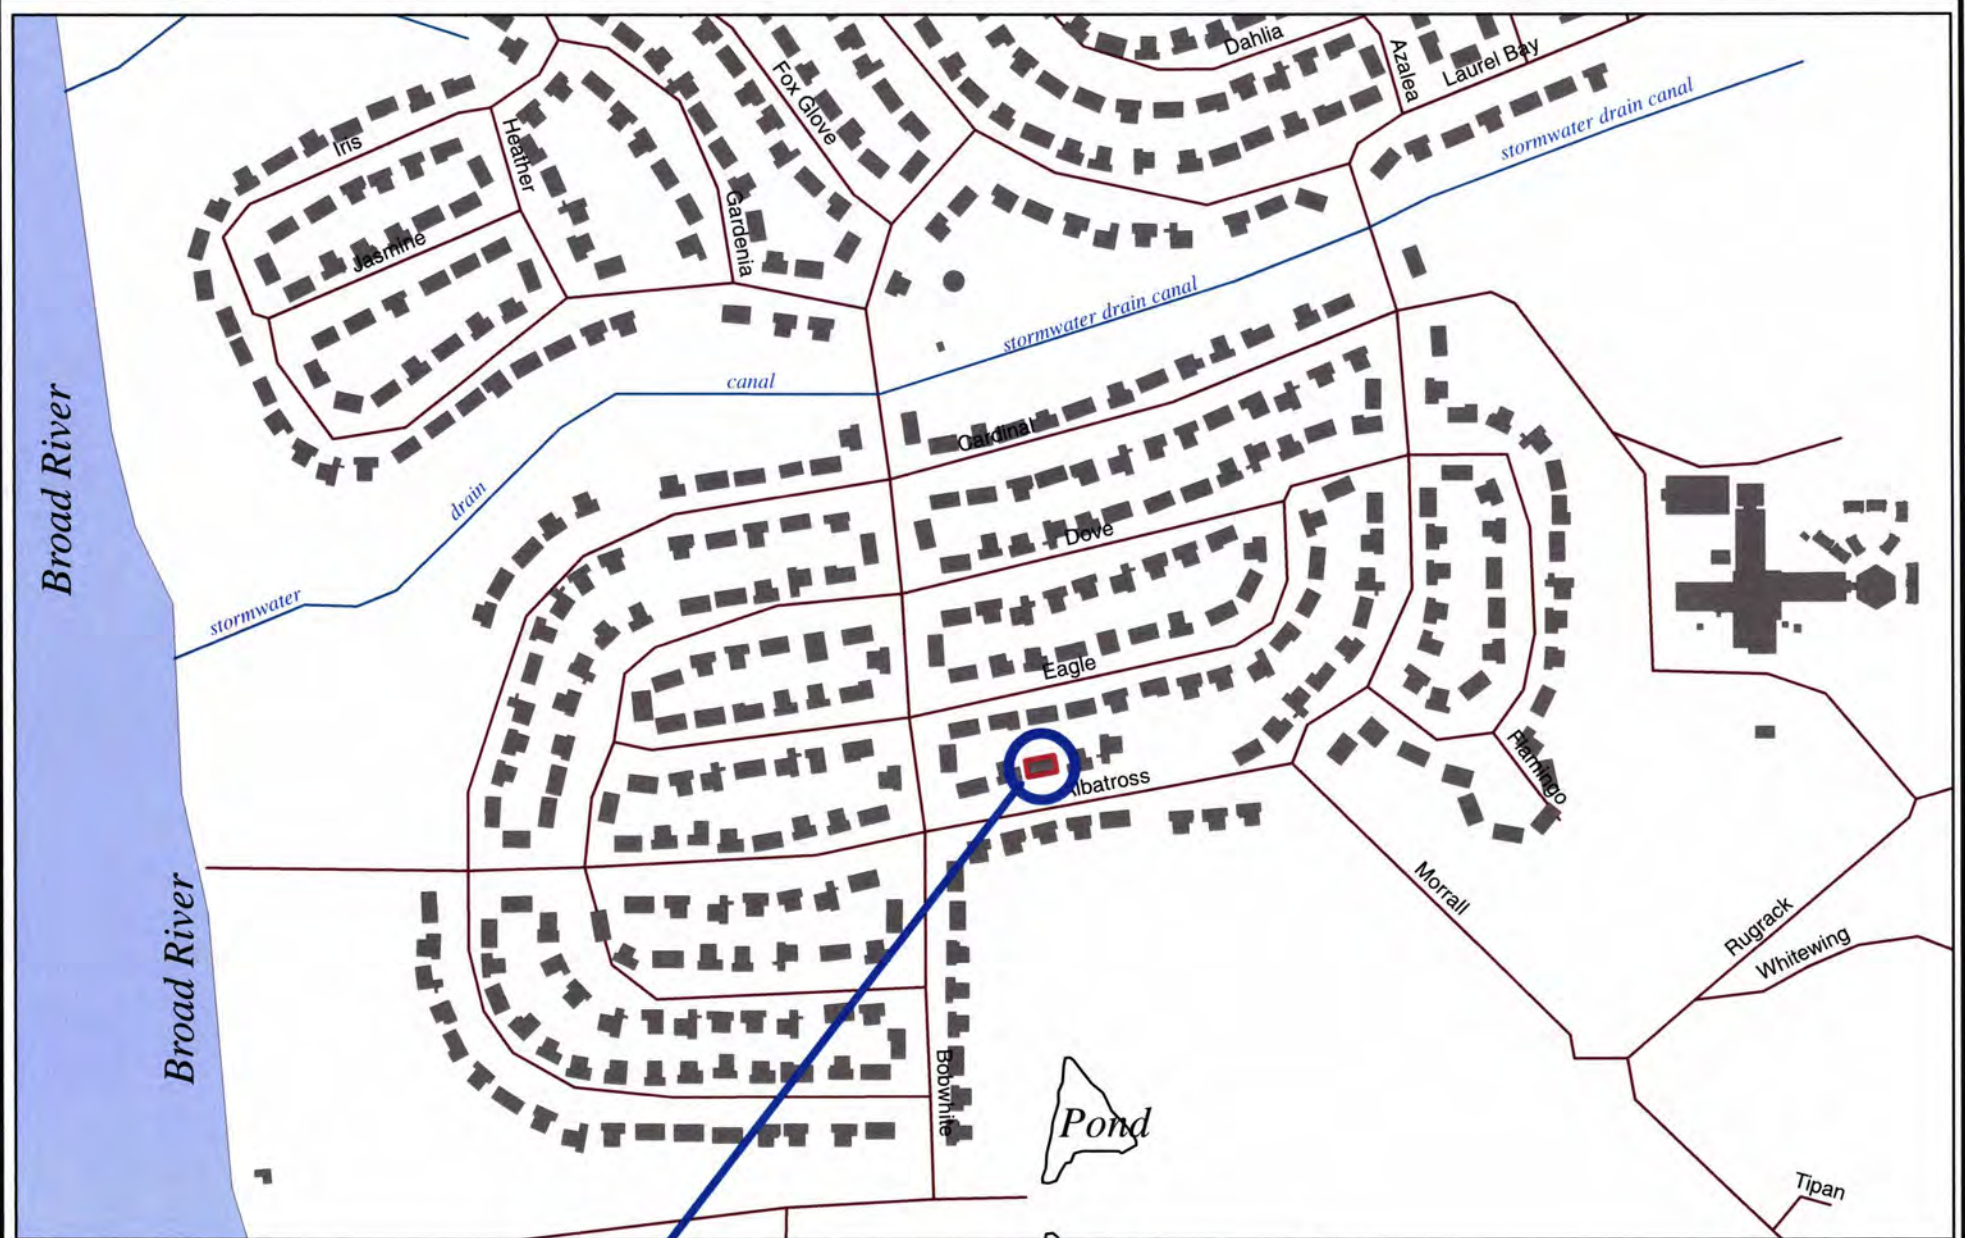 Dahlia
Azalea
Laurel Bay
Fox Glove
stormwater drain canal
Iris
Heather
Gardenia
Jasmine
stormwater drain canal
canal
Cardinal
Broad River
drain
Dove
stormwater
Eagle
Flamingo
Albatross
Morrall
Rugrack
Whitewing
Broad River
Bobwhite
Pond
Tipan